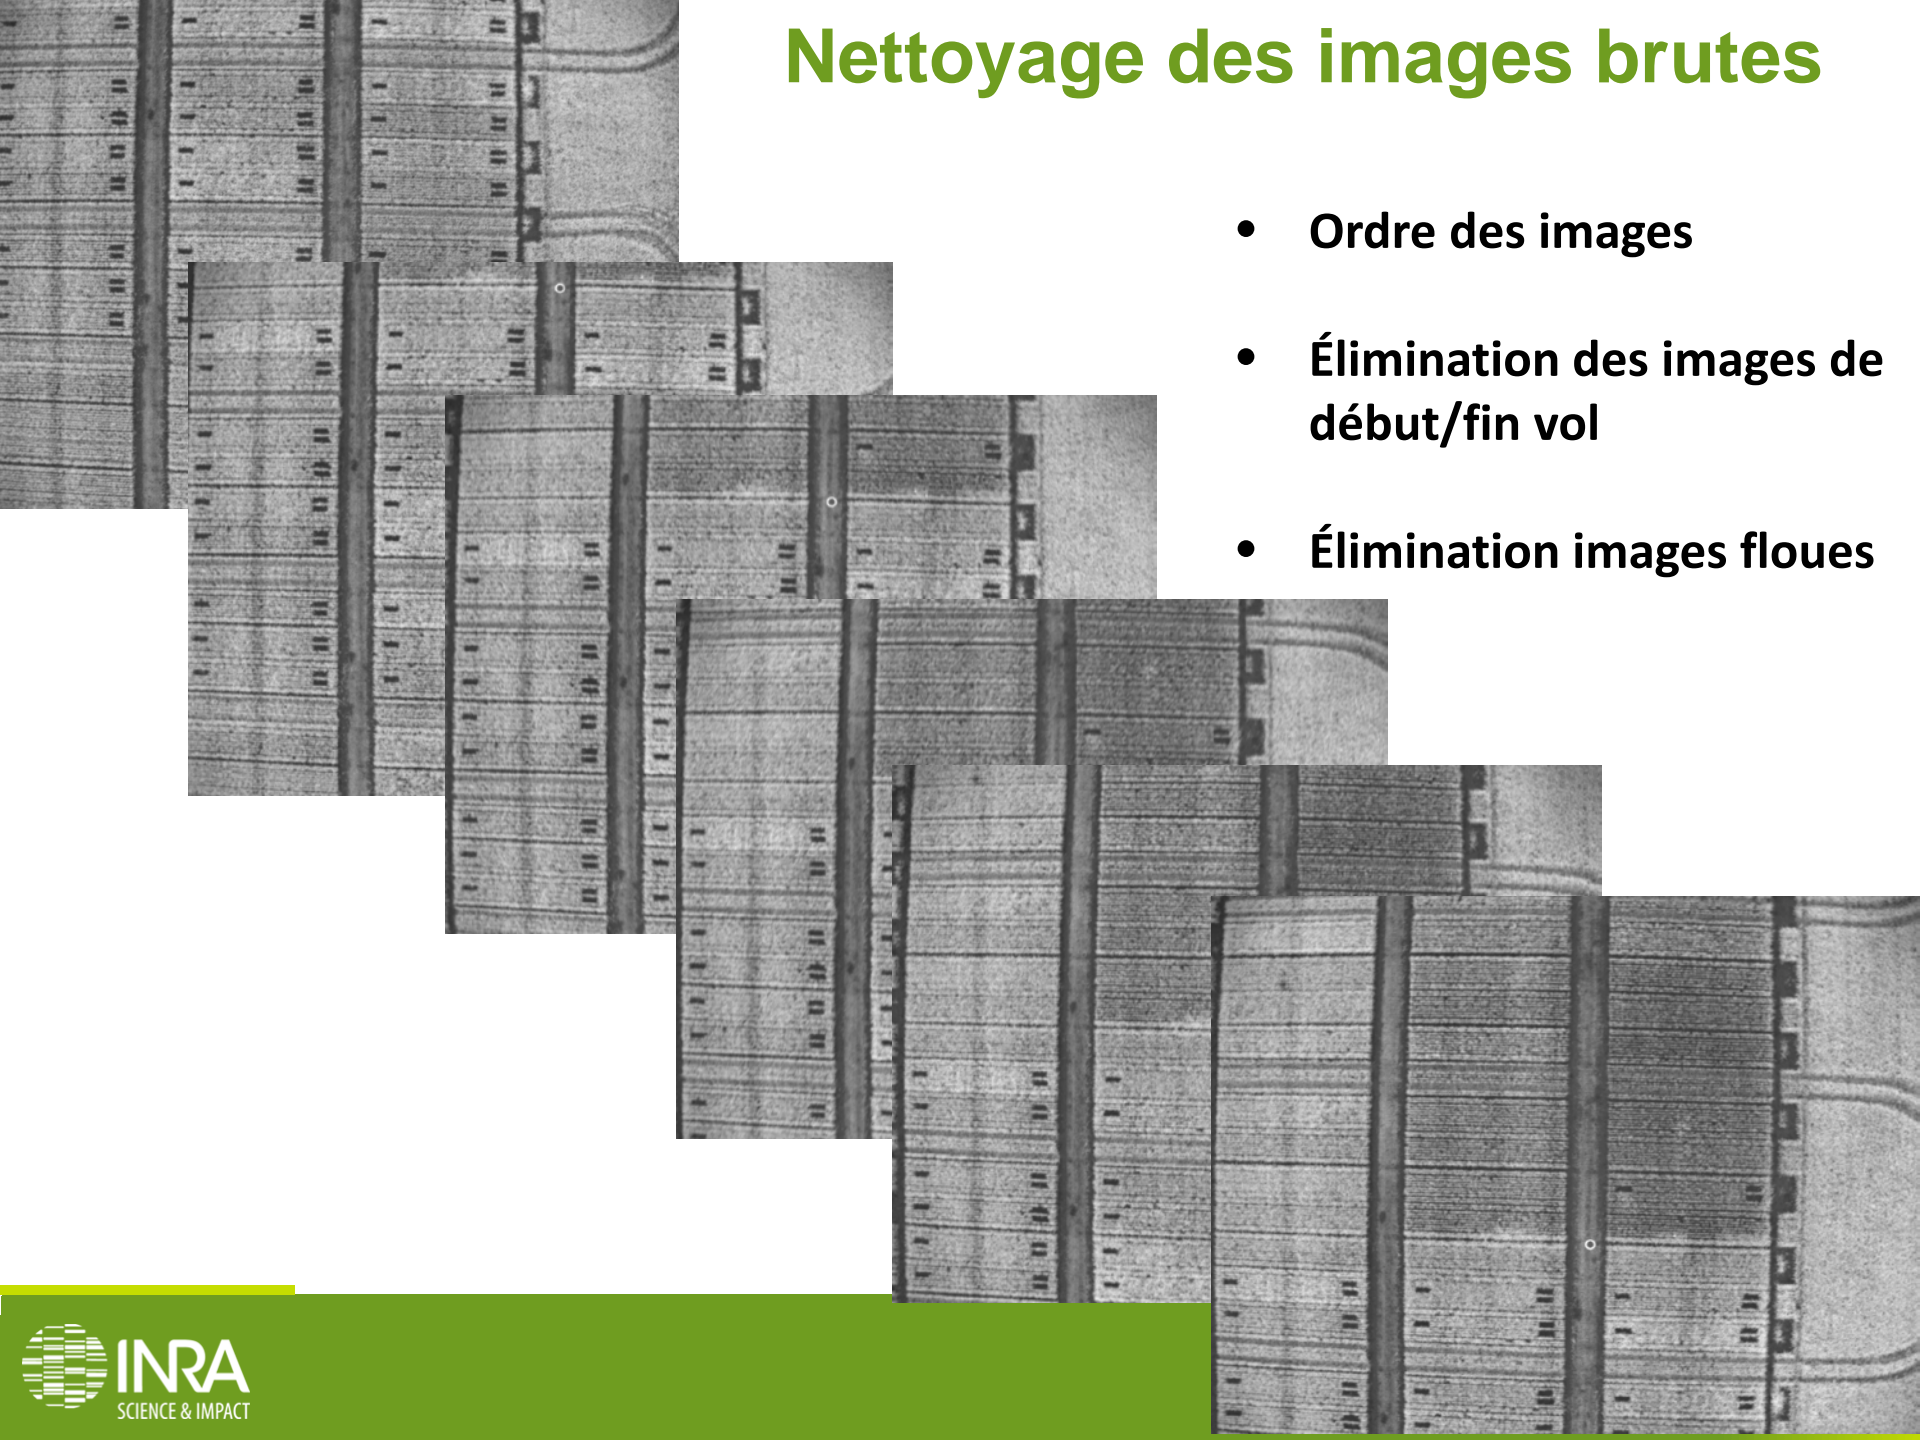 Nettoyage des images brutes
• Ordre des images
• Élimination des images de
début/fin vol
• Élimination images floues
INRA
SCIENCE & IMPACT